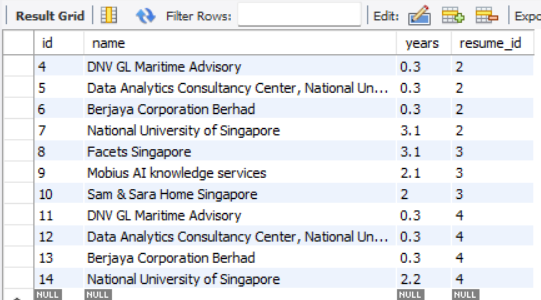 Result Grid Filter Rows: Edit: Expo
id name years resume_id
4 DNV GL Maritime Advisory 0.3 2
5 Data Analytics Consultancy Center, National Un... 0.3 2
6 Berjaya Corporation Berhad 0.3 2
7 National University of Singapore 3.1 2
8 Facets Singapore 3.1 3
9 Mobius AI knowledge services 2.1 3
10 Sam & Sara Home Singapore 2 3
11 DNV GL Maritime Advisory 0.3 4
12 Data Analytics Consultancy Center, National Un... 0.3 4
13 Berjaya Corporation Berhad 0.3 4
14 National University of Singapore 2.2 4
NULL NULL NULL NULL